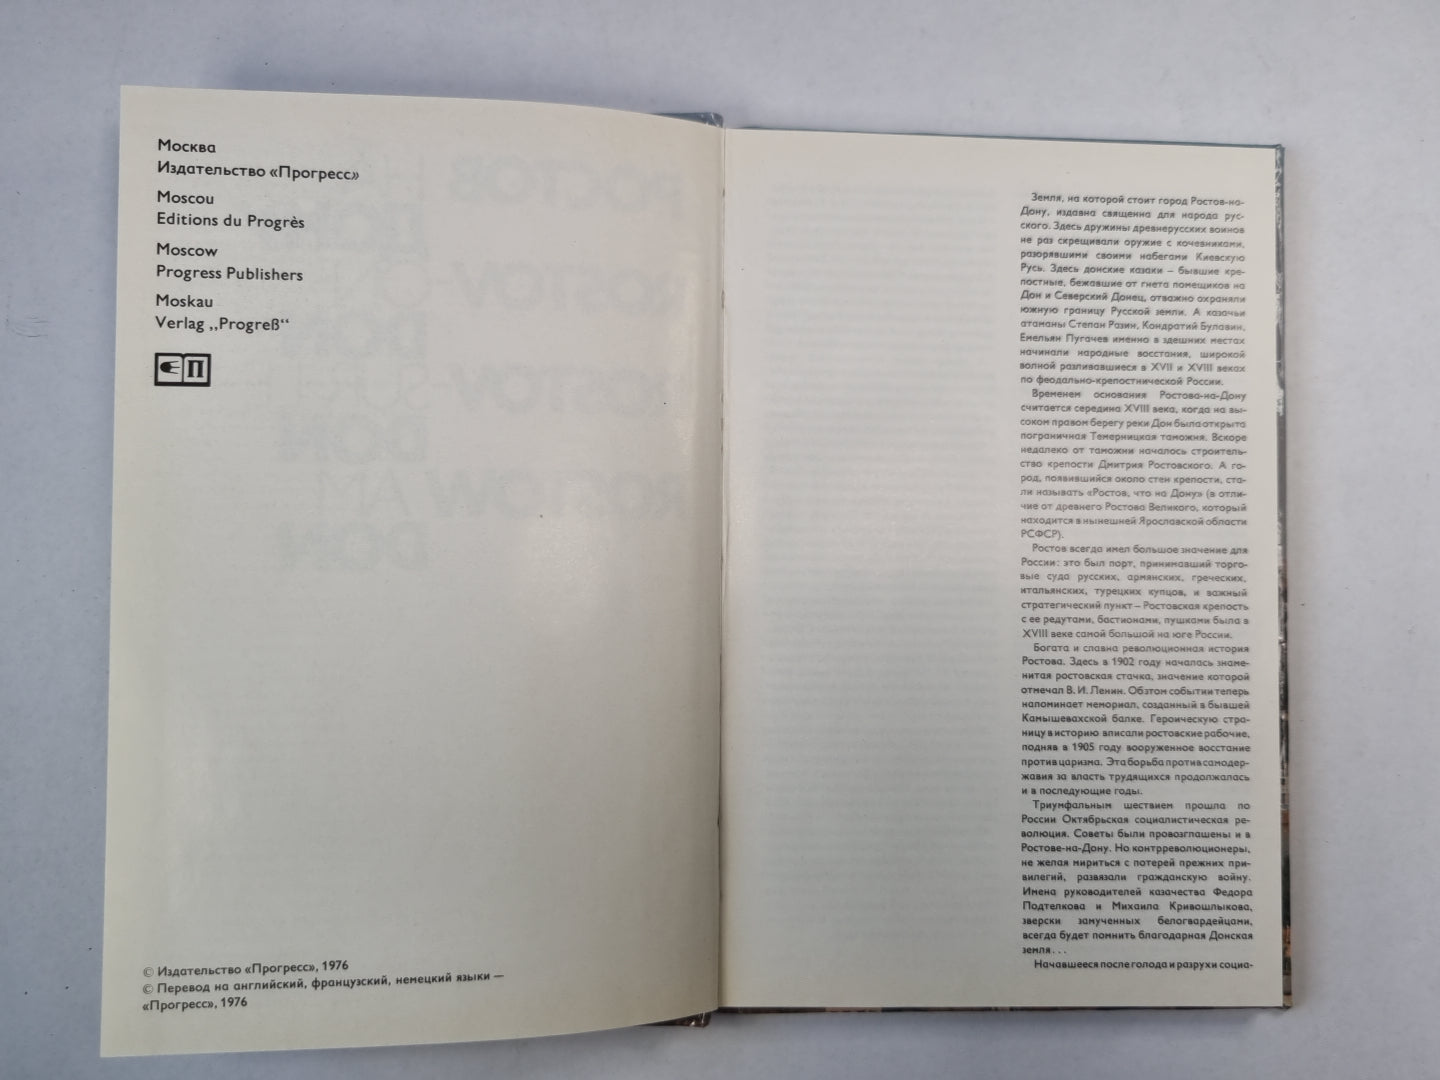 Москва
Издательство «Прогресс»
Moscou
Editions du Progrès
Moscow
Progress Publishers
Moskau
Verlag „Progreß“
П
© Издательство «Прогресс», 1976
© Перевод на английский, французский, немецкий языки —
«Прогресс», 1976
Земля, на которой стоит город Ростов-на-
Дону, издавна священна для народа рус-
ского. Здесь дружины древнерусских воинов
не раз скрещивали оружие с кочевниками,
разорявшими своими набегами Киевскую
Русь. Здесь донские казаки – бывшие кре-
постные, бежавшие от гнета помещиков на
Дон и Северский Донец, отважно охраняли
южную границу Русской земли. А казачьи
атаманы Степан Разин, Кондратий Булавин,
Емельян Пугачев именно в здешних местах
начинали народные восстания, широкой
волной разливавшиеся в XVII и XVIII веках
по феодально-крепостнической России.
Временем основания Ростова-на-Дону
считается середина XVIII века, когда на вы-
соком правом берегу реки Дон была открыта
пограничная Темерницкая таможня. Вскоре
недалеко от таможни началось строитель-
ство крепости Дмитрия Ростовского. А го-
род, появившийся около стен крепости, ста-
ли называть «Ростов, что на Дону» (в отли-
чие от древнего Ростова Великого, который
находится в нынешней Ярославской области
РСФСР).
Ростов всегда имел большое значение для
России: это был порт, принимавший торго-
вые суда русских, армянских, греческих,
итальянских, турецких купцов, и важный
стратегический пункт – Ростовская крепость
с ее редутами, бастионами, пушками была в
XVIII веке самой большой на юге России.
Богата и славна революционная история
Ростова. Здесь в 1902 году началась знаме-
нитая ростовская стачка, значение которой
отмечал В. И. Ленин. Об этом событии теперь
напоминает мемориал, созданный в бывшей
Камышевахской балке. Героическую стра-
ницу в историю вписали ростовские рабочие,
подняв в 1905 году вооруженное восстание
против царизма. Эта борьба против самодер-
жавия за власть трудящихся продолжалась
и в последующие годы.
Триумфальным шествием прошла по
России Октябрьская социалистическая ре-
волюция. Советы были провозглашены и в
Ростове-на-Дону. Но контрреволюционеры,
не желая мириться с потерей прежних при-
вилегий, развязали гражданскую войну.
Имена руководителей казачества Федора
Подтелкова и Михаила Кривошлыкова,
зверски замученных белогвардейцами,
всегда будет помнить благодарная Донская
земля . . .
Начавшееся после голода и разрухи социа-